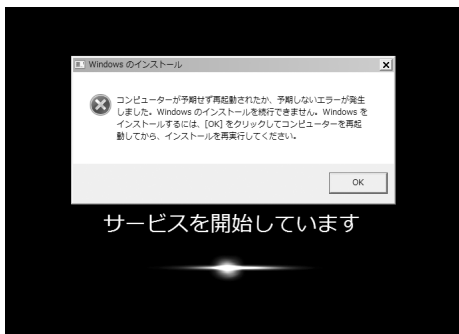 Windows のインストール
コンピューターが予期せず再起動されたか、予期しないエラーが発生
しました。Windows のインストールを続行できません。Windows を
インストールするには、[OK] をクリックしてコンピューターを再起
動してから、インストールを再実行してください。
OK
サービスを開始しています